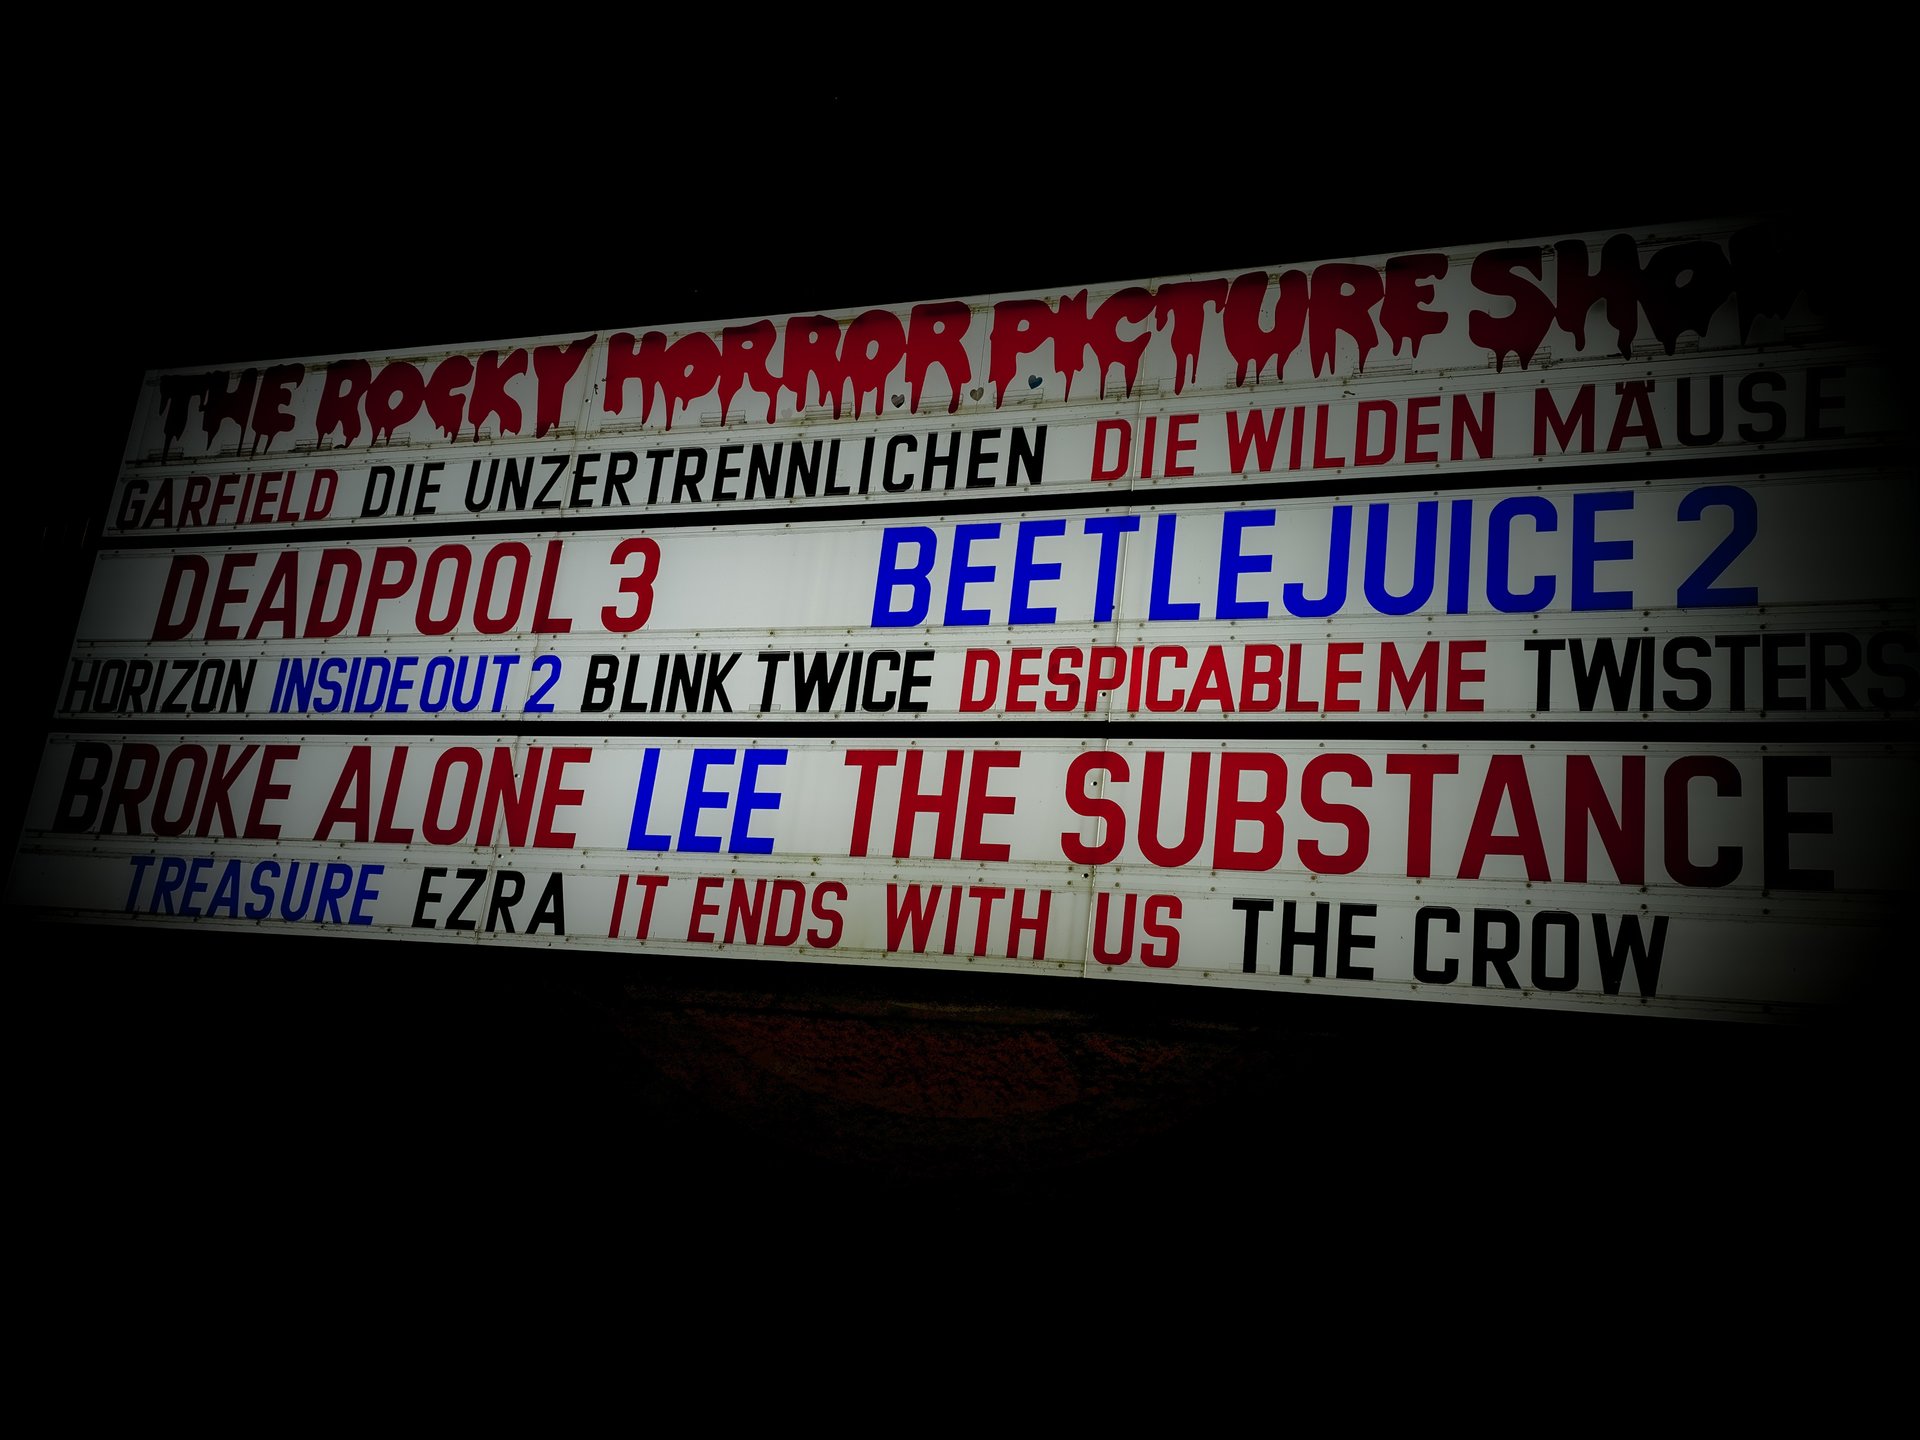 THE ROCKY HORROR PICTURE SHOW
GARFIELD DIE UNZERTRENNLICHEN DIE WILDEN MÄUSE
DEADPOOL 3 BEETLEJUICE 2
HORIZON INSIDE OUT 2 BLINK TWICE DESPICABLE ME TWISTERS
BROKE ALONE LEE THE SUBSTANCE
TREASURE EZRA IT ENDS WITH US THE CROW